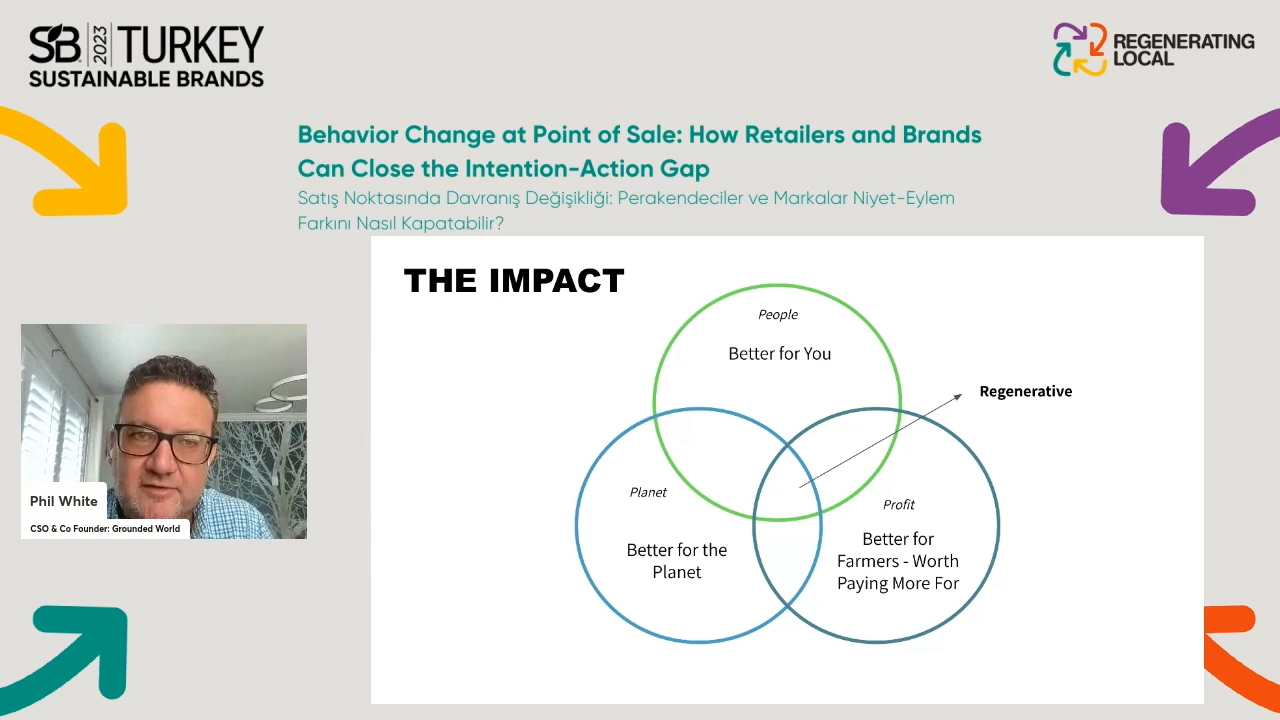 SB 2023 TURKEY
SUSTAINABLE BRANDS
REGENERATING
LOCAL
Behavior Change at Point of Sale: How Retailers and Brands
Can Close the Intention-Action Gap
Satış Noktasında Davranış Değişikliği: Perakendeciler ve Markalar Niyet-Eylem
Farkını Nasıl Kapatabilir?
THE IMPACT
People
Better for You
Regenerative
Planet
Better for the
Planet
Profit
Better for
Farmers - Worth
Paying More For
Phil White
CSO & Co Founder: Grounded World